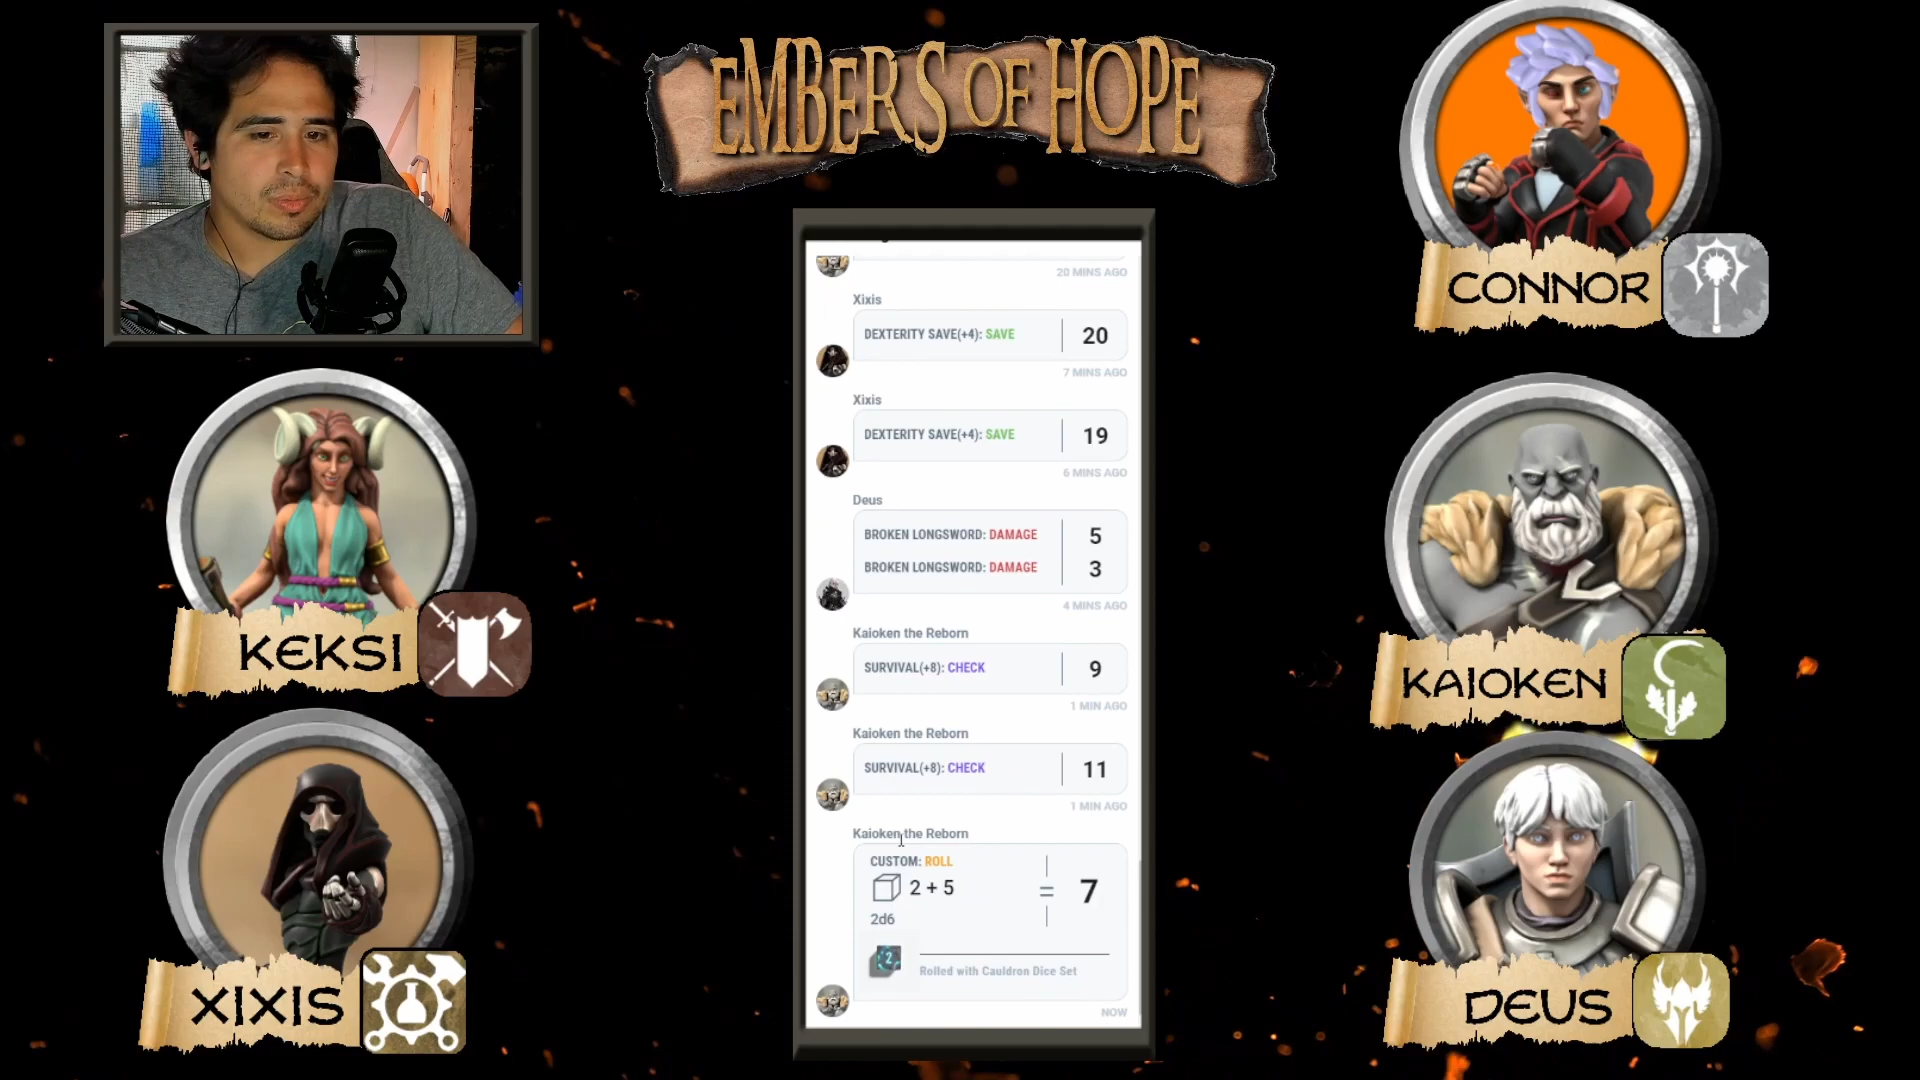 EMBERS OF HOPE
20 MINS AGO
Xixis
DEXTERITY SAVE(+4): SAVE 20
7 MINS AGO
Xixis
DEXTERITY SAVE(+4): SAVE 19
6 MINS AGO
Deus
BROKEN LONGSWORD: DAMAGE 5
BROKEN LONGSWORD: DAMAGE 3
4 MINS AGO
Kaioken the Reborn
SURVIVAL(+8): CHECK 9
1 MIN AGO
Kaioken the Reborn
SURVIVAL(+8): CHECK 11
1 MIN AGO
Kaioken the Reborn
CUSTOM: ROLL
2 + 5 = 7
2d6
2
Rolled with Cauldron Dice Set
NOW
KEKSI
XIXIS
CONNOR
KAIOKEN
DEUS